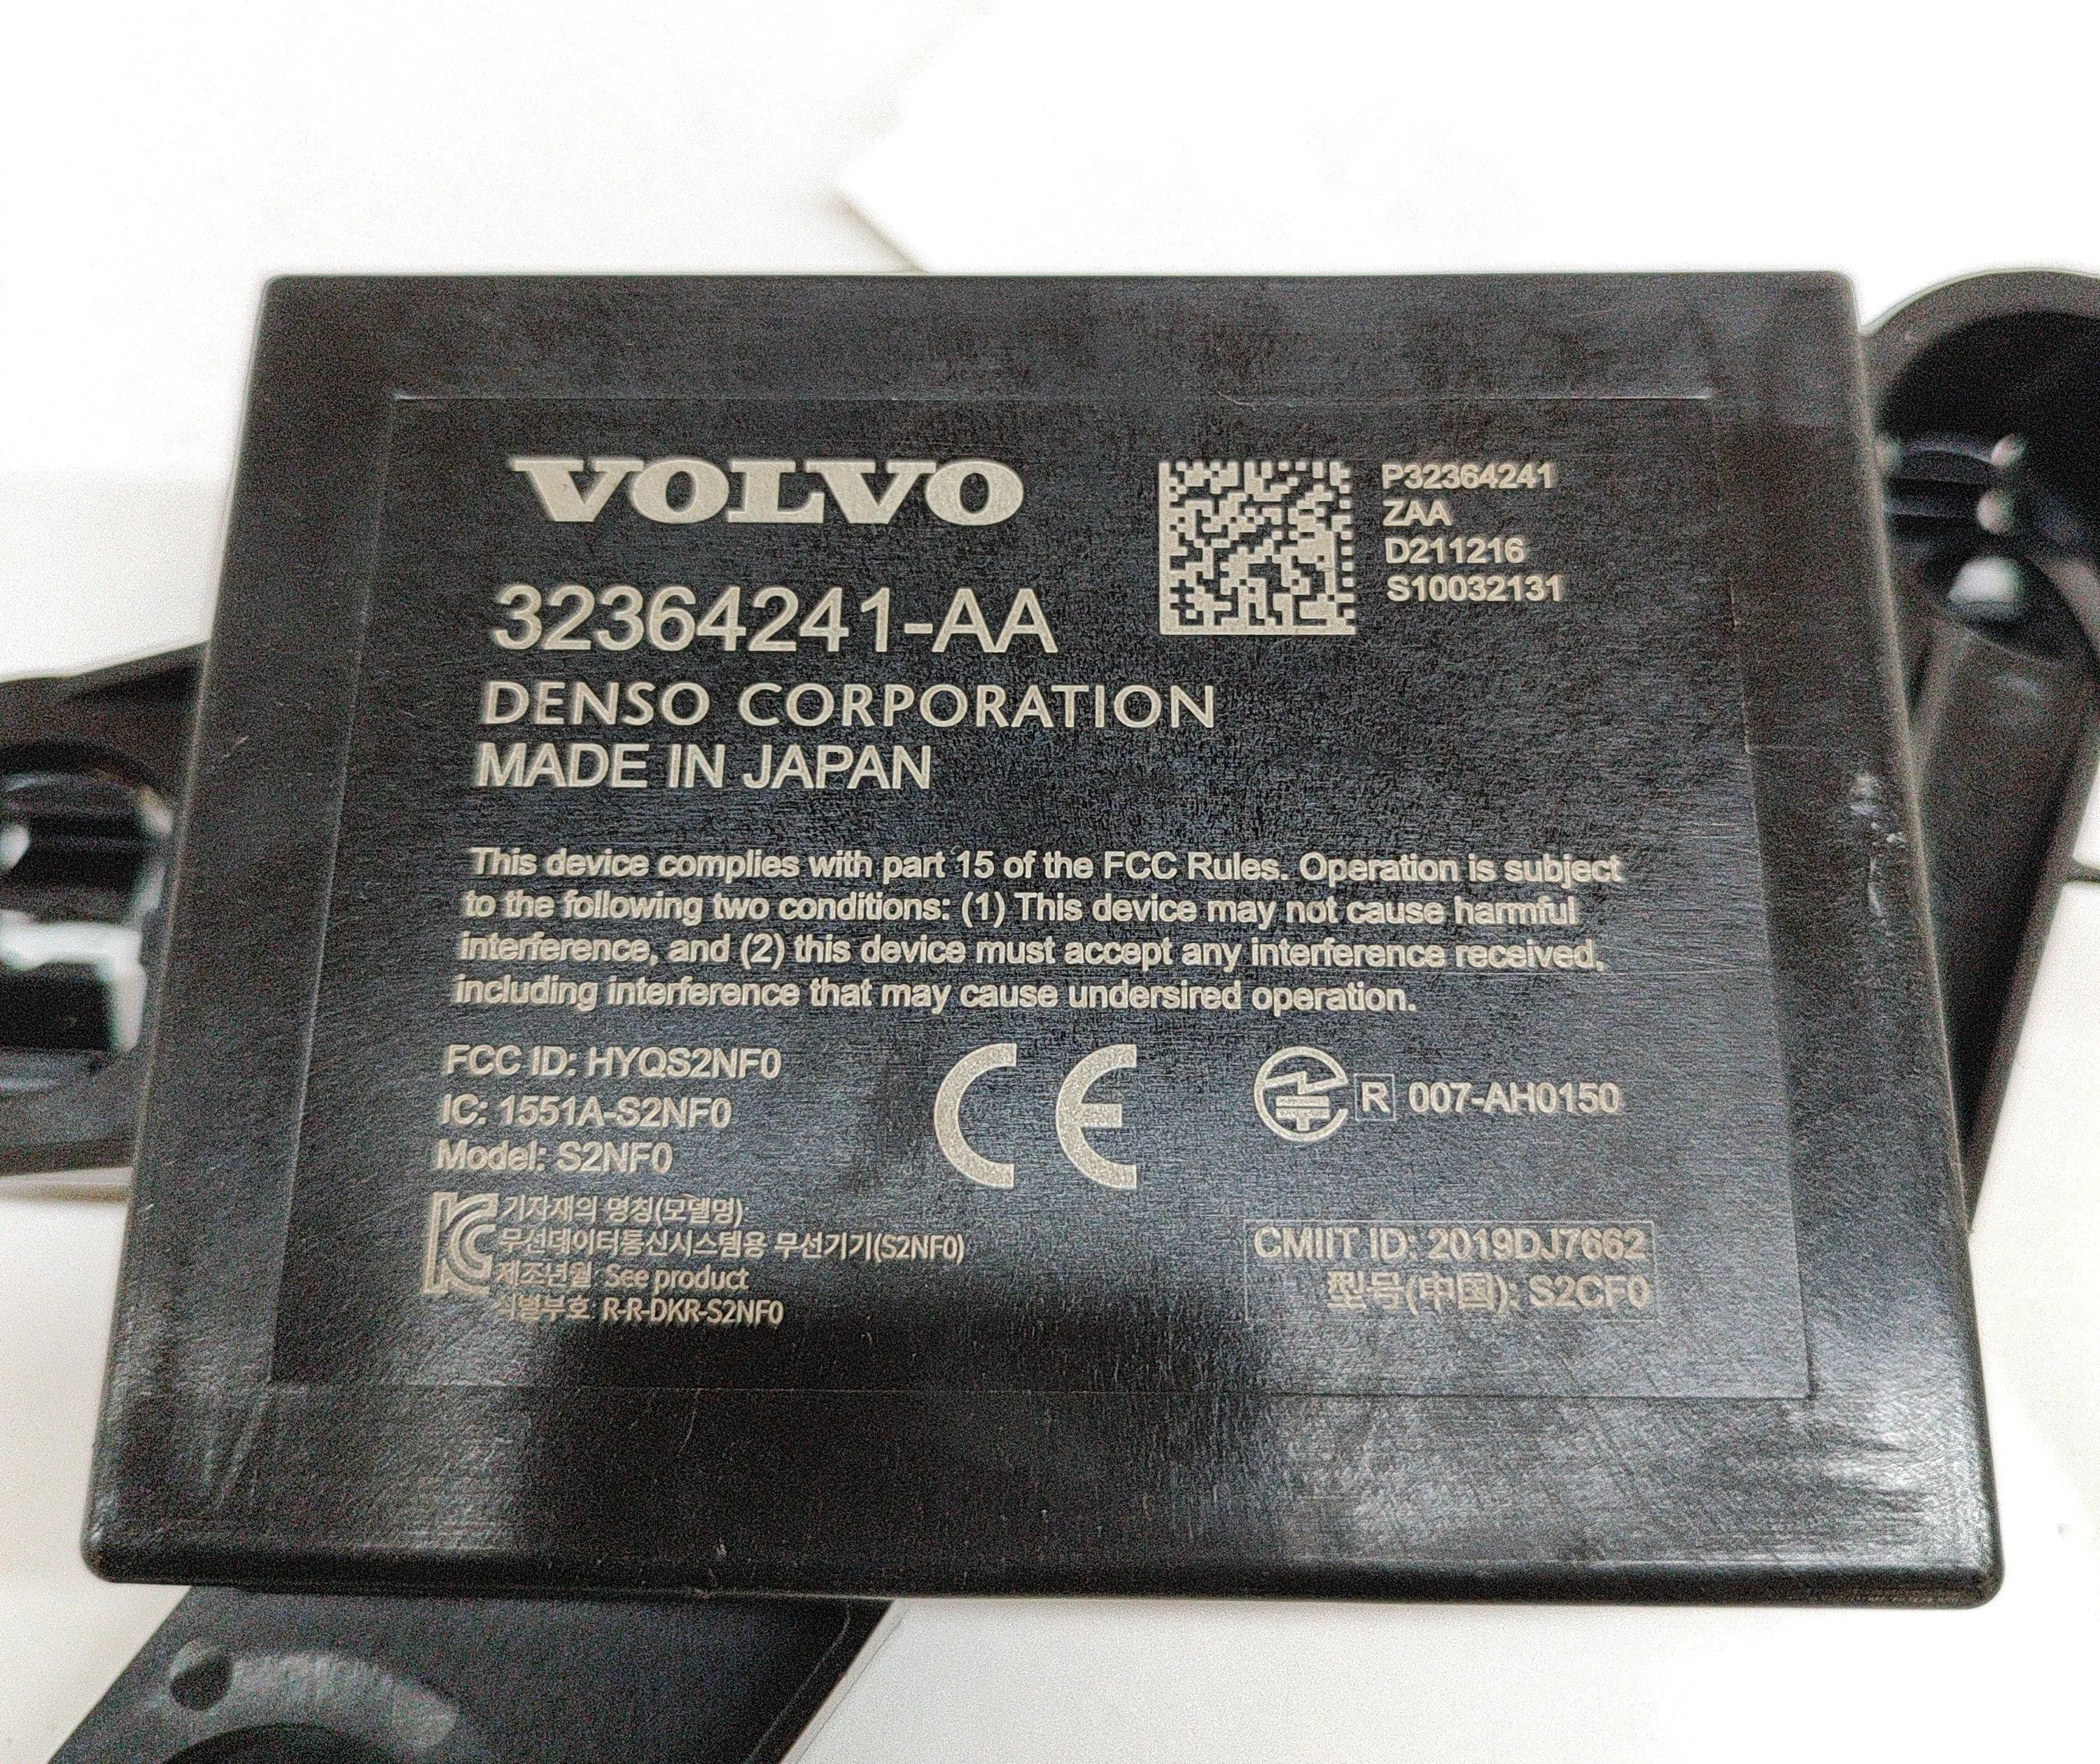 VOLVO
P32364241
ZAA
D211216
S10032131
32364241-AA
DENSO CORPORATION
MADE IN JAPAN
This device complies with part 15 of the FCC Rules. Operation is subject
to the following two conditions: (1) This device may not cause harmful
interference, and (2) this device must accept any interference received,
including interference that may cause undersired operation.
FCC ID: HYQS2NF0
IC: 1551A-S2NF0
Model: S2NF0
CE
R 007-AH0150
기자재의 명칭(모델명)
무선데이터통신시스템용 무선기기(S2NF0)
제조년월 See product
식별부호 R-R-DKR-S2NF0
CMIIT ID: 2019DJ7662
型号(中国): S2CF0